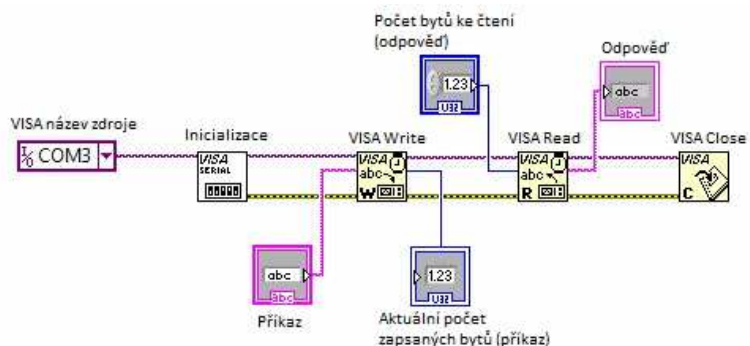 Počet bytů ke čtení
(odpověď)
Odpověď
1.23
U32
abc
abc
VISA název zdroje
Inicializace
VISA Write
VISA Read
VISA Close
I/O COM3
VISA
SERIAL
VISA
abc
W
VISA
abc
R
VISA
C
abc
abc
Příkaz
1.23
U32
Aktuální počet
zapsaných bytů (příkaz)